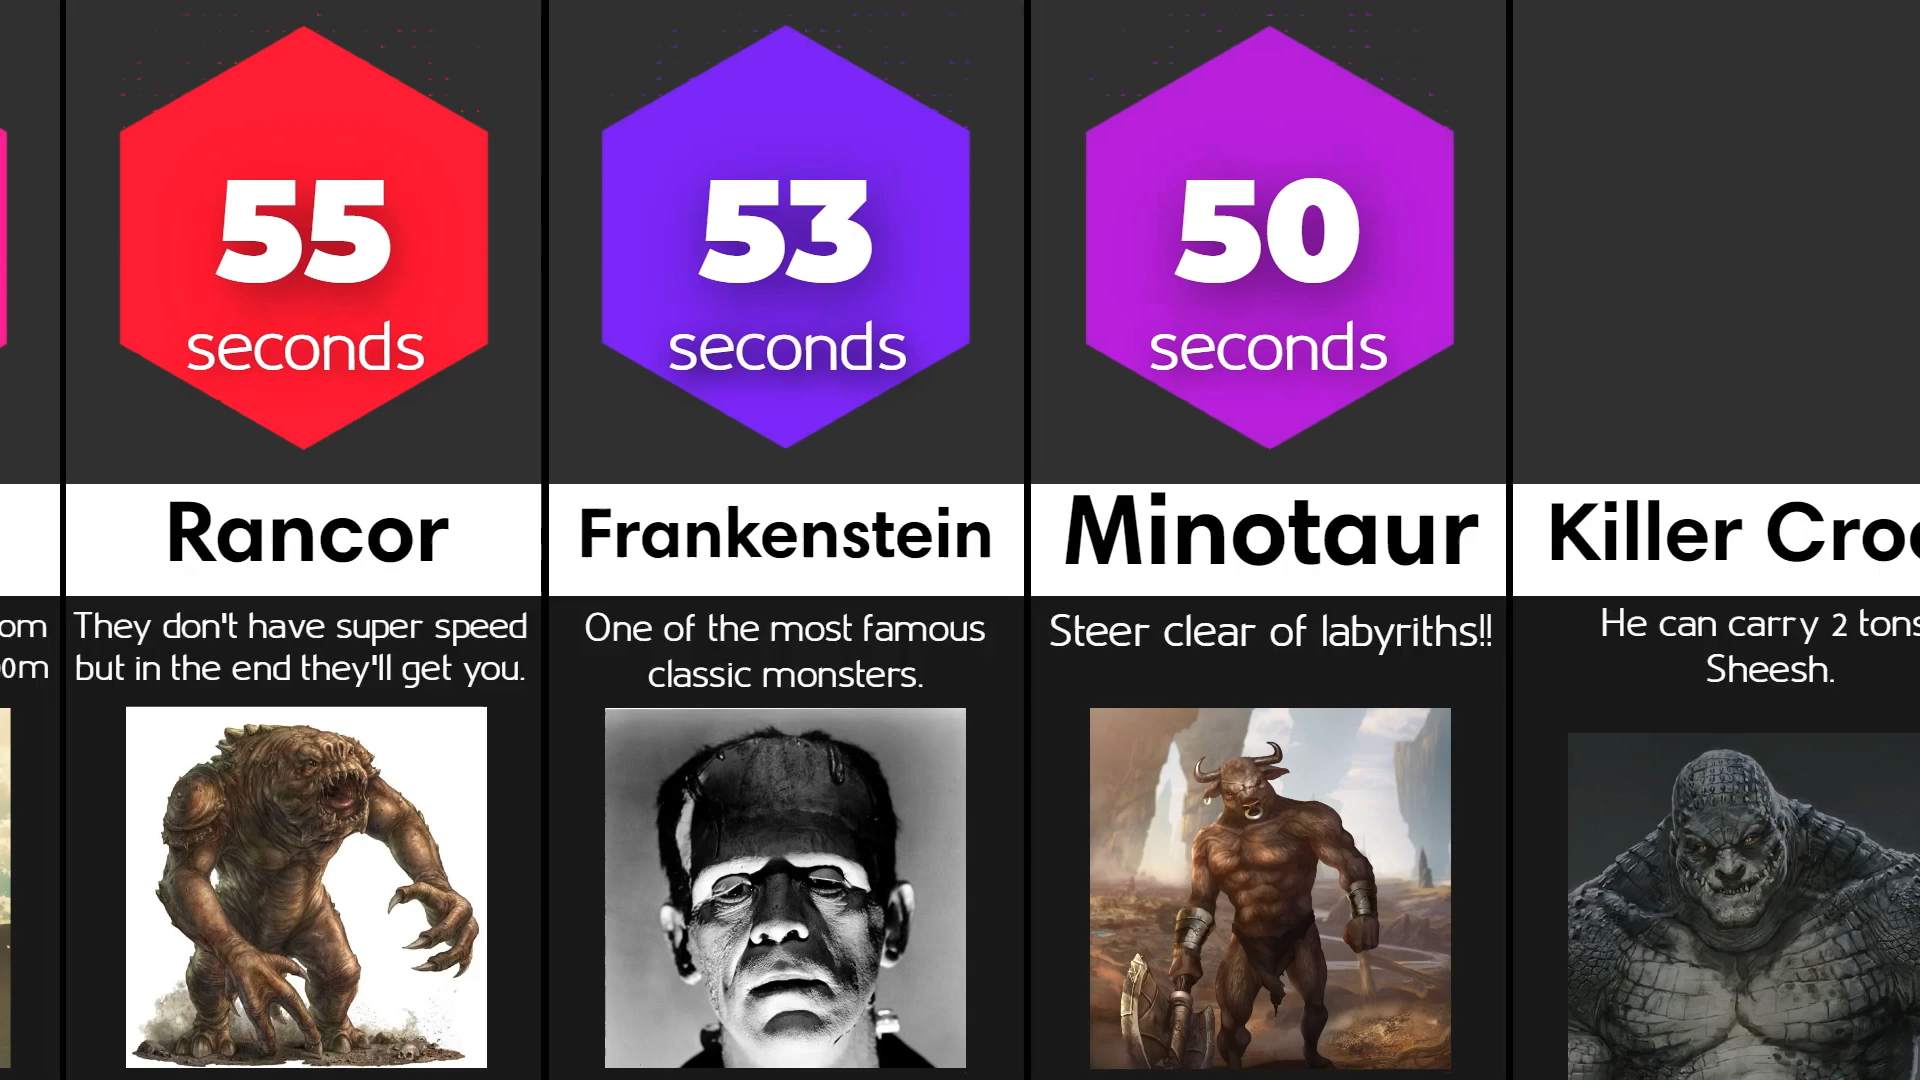 55
seconds
Rancor
They don't have super speed
but in the end they'll get you.
53
seconds
Frankenstein
One of the most famous
classic monsters.
50
seconds
Minotaur
Steer clear of labyriths!!
Killer
He can carry 2 tons
Sheesh.